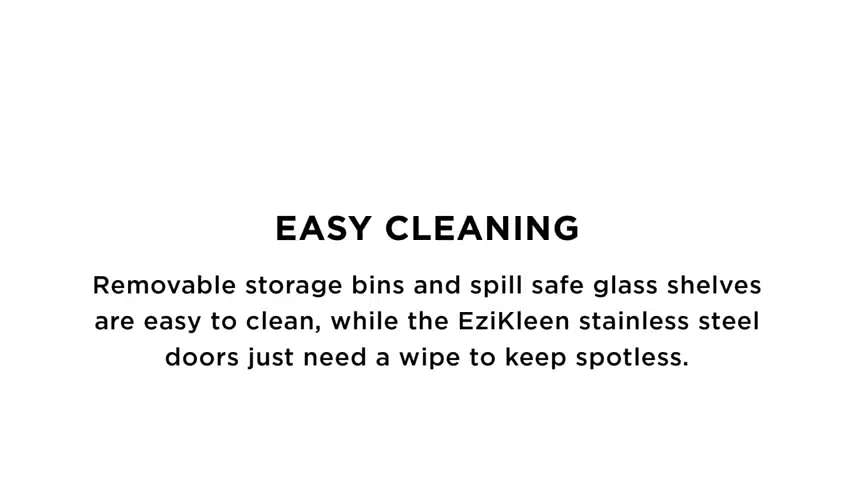 EASY CLEANING
Removable storage bins and spill safe glass shelves
are easy to clean, while the EziKleen stainless steel
doors just need a wipe to keep spotless.